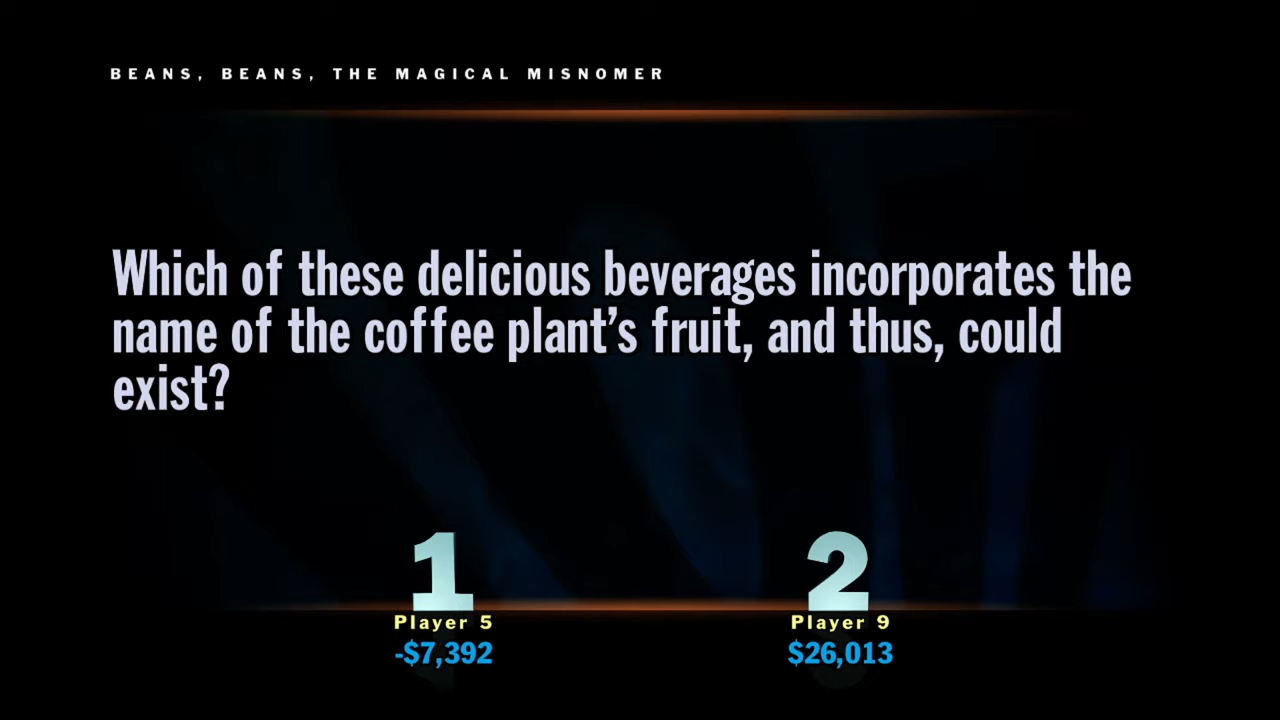 BEANS, BEANS, THE MAGICAL MISNOMER
Which of these delicious beverages incorporates the
name of the coffee plant’s fruit, and thus, could
exist?
1 2
Player 5 Player 9
-$7,392 $26,013